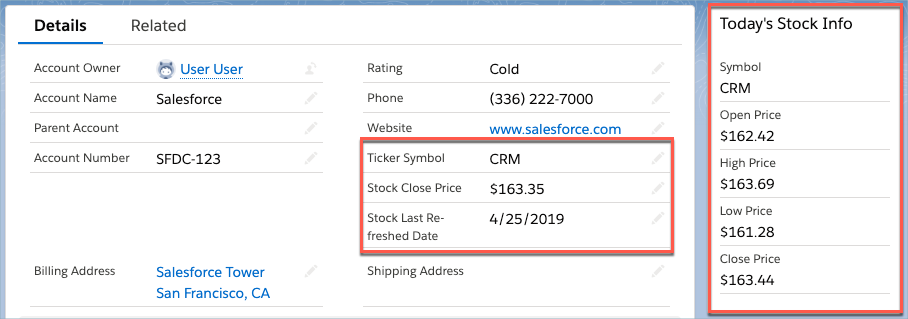 Details
Related
Account Owner
User User
Account Name
Salesforce
Parent Account
Account Number
SFDC-123
Billing Address
Salesforce Tower
San Francisco, CA
Rating
Cold
Phone
(336) 222-7000
Website
www.salesforce.com
Ticker Symbol
CRM
Stock Close Price
$163.35
Stock Last Re-
freshed Date
4/25/2019
Shipping Address
Today's Stock Info
Symbol
CRM
Open Price
$162.42
High Price
$163.69
Low Price
$161.28
Close Price
$163.44